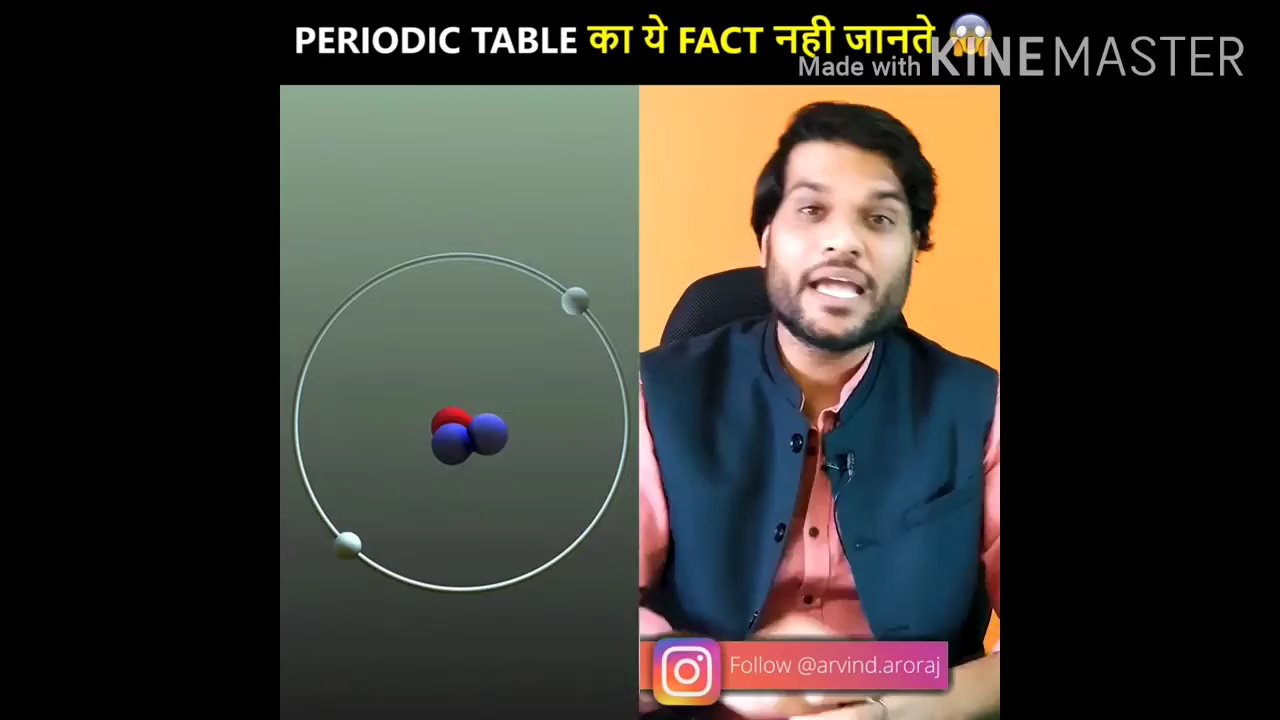 PERIODIC TABLE का ये FACT नही जानते
Made with KINEMASTER
Follow @arvind.aroraj